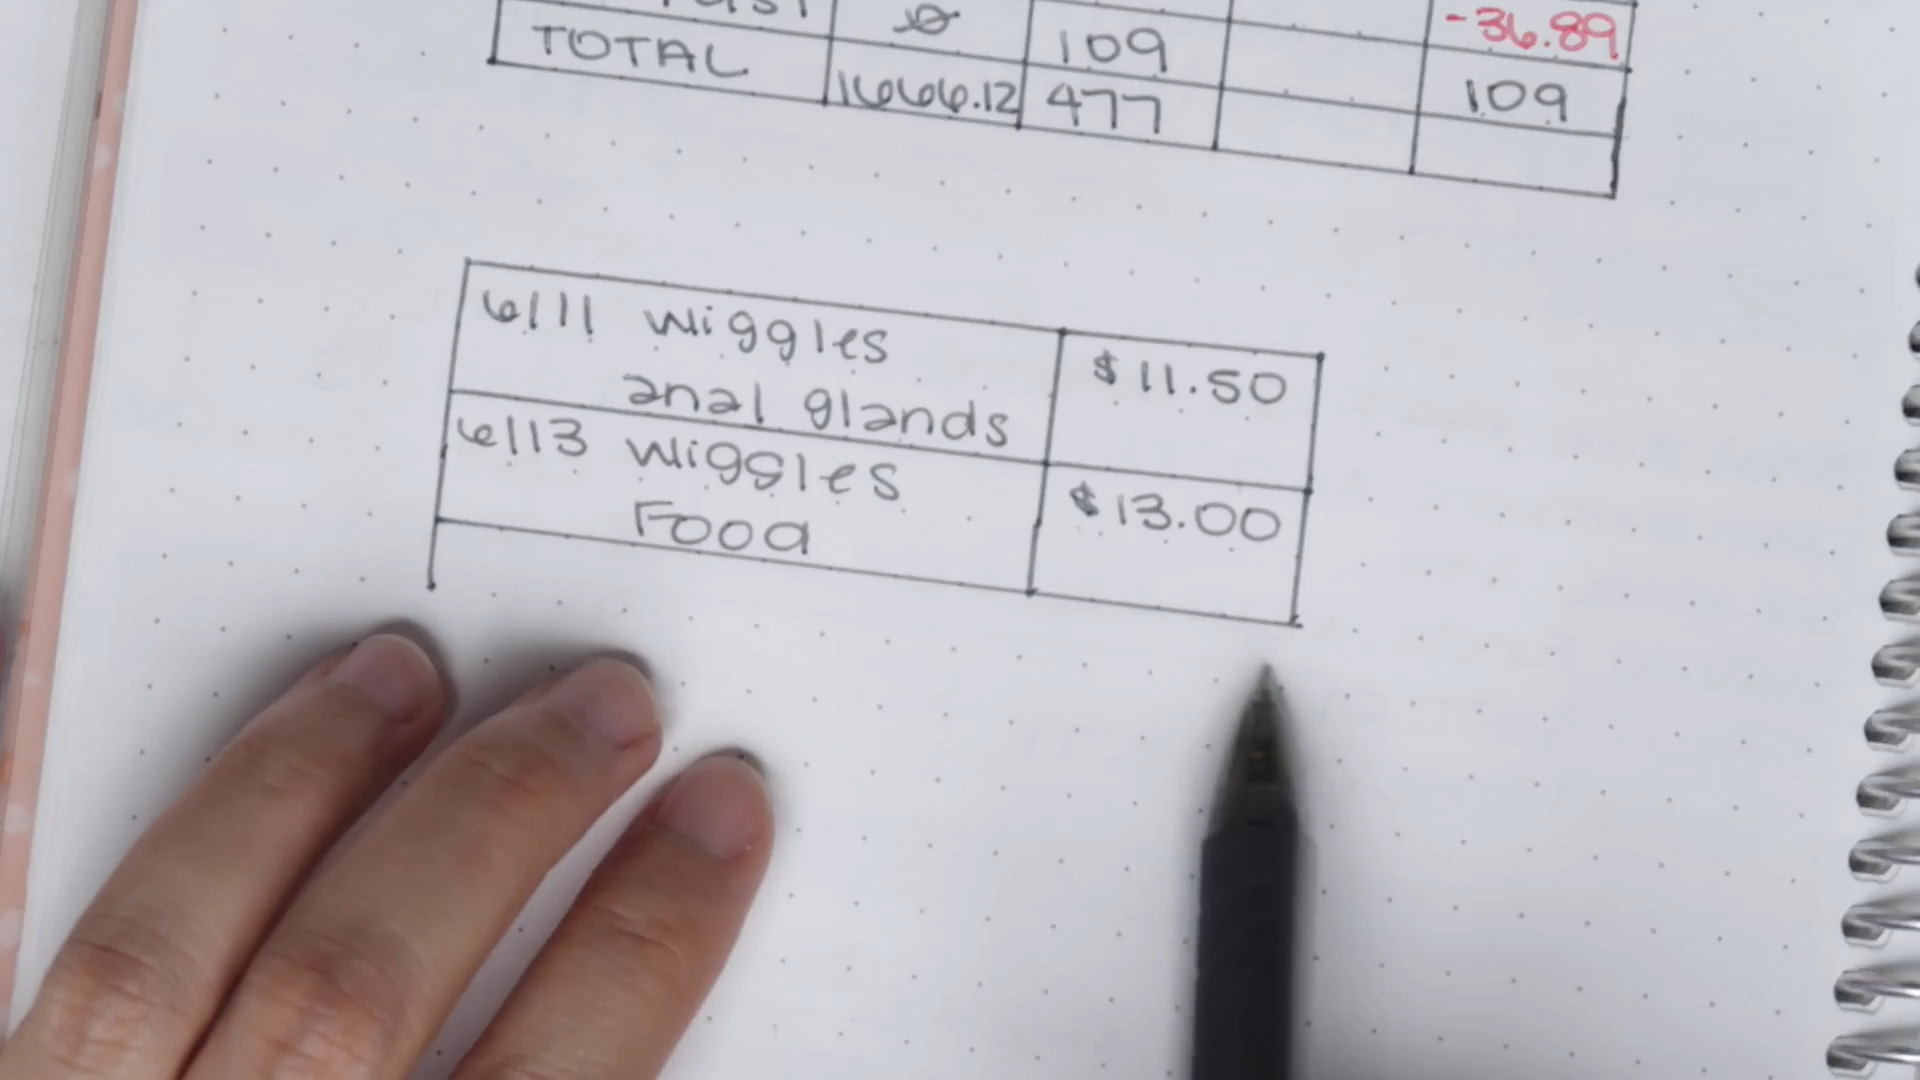 -36.89
ø 109
TOTAL 1666.12 477 109
6/11 Wiggles
anal glands $11.50
6/13 Wiggles
Food $13.00